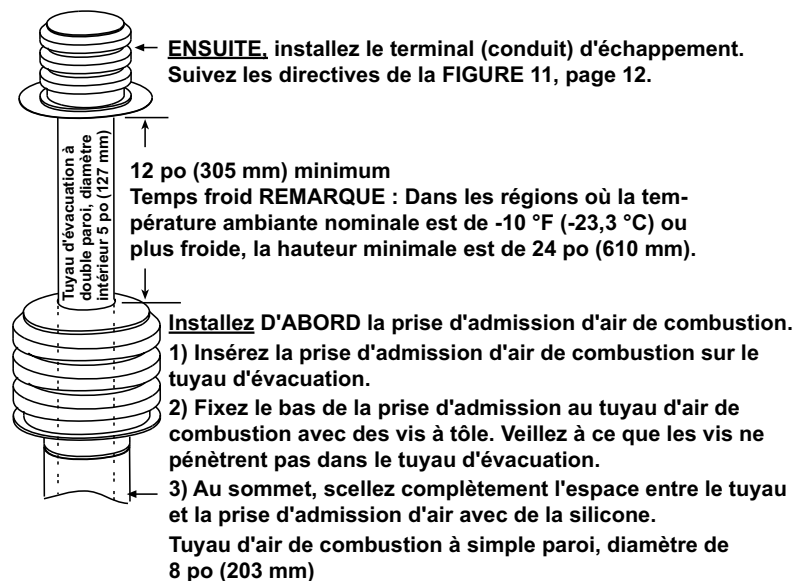 ENSUITE, installez le terminal (conduit) d'échappement.
Suivez les directives de la FIGURE 11, page 12.
Tuyau d'évacuation à
double paroi, diamètre
intérieur 5 po (127 mm)
12 po (305 mm) minimum
Temps froid REMARQUE : Dans les régions où la tem-
pérature ambiante nominale est de -10 °F (-23,3 °C) ou
plus froide, la hauteur minimale est de 24 po (610 mm).
Installez D'ABORD la prise d'admission d'air de combustion.
1) Insérez la prise d'admission d'air de combustion sur le
tuyau d'évacuation.
2) Fixez le bas de la prise d'admission au tuyau d'air de
combustion avec des vis à tôle. Veillez à ce que les vis ne
pénètrent pas dans le tuyau d'évacuation.
3) Au sommet, scellez complètement l'espace entre le tuyau
et la prise d'admission d'air avec de la silicone.
Tuyau d'air de combustion à simple paroi, diamètre de
8 po (203 mm)